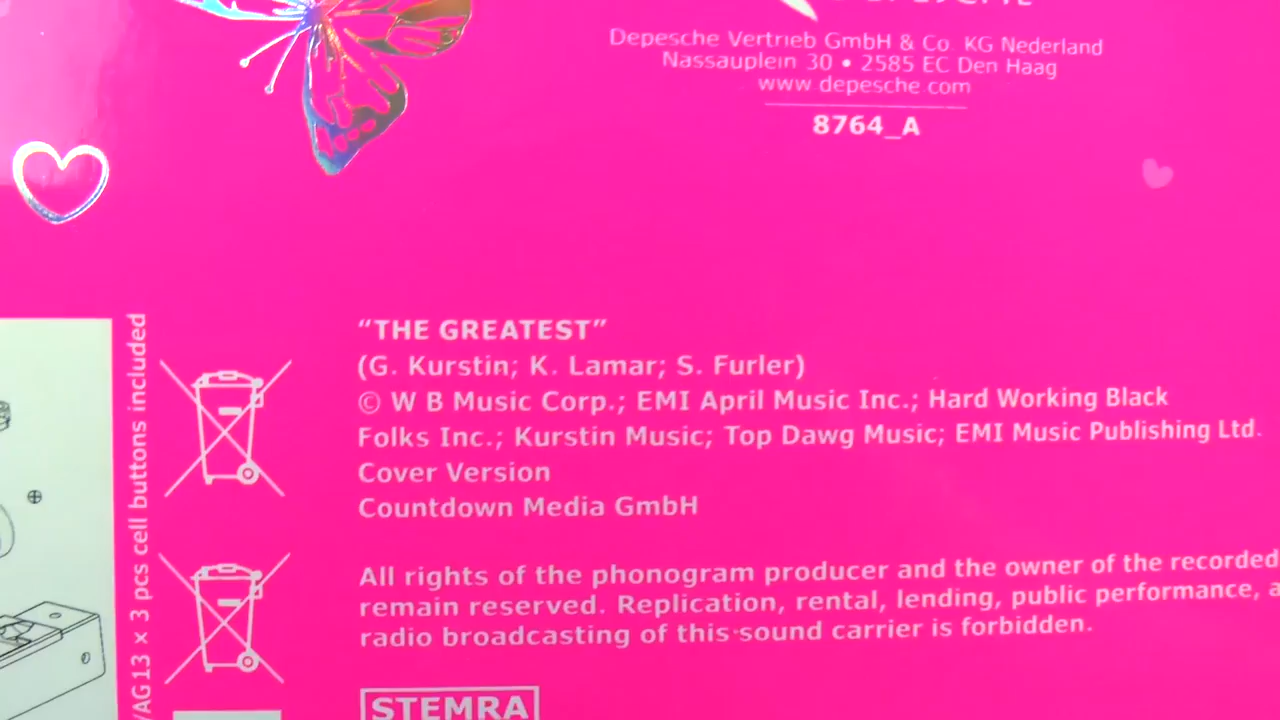 Depesche Vertrieb GmbH & Co. KG Nederland
Nassauplein 30 • 2585 EC Den Haag
www.depesche.com
8764_A
"THE GREATEST"
(G. Kurstin; K. Lamar; S. Furler)
© W B Music Corp.; EMI April Music Inc.; Hard Working Black
Folks Inc.; Kurstin Music; Top Dawg Music; EMI Music Publishing Ltd.
Cover Version
Countdown Media GmbH
All rights of the phonogram producer and the owner of the recorded
remain reserved. Replication, rental, lending, public performance, a
radio broadcasting of this sound carrier is forbidden.
STEMRA
/AG13 x 3 pcs cell buttons included